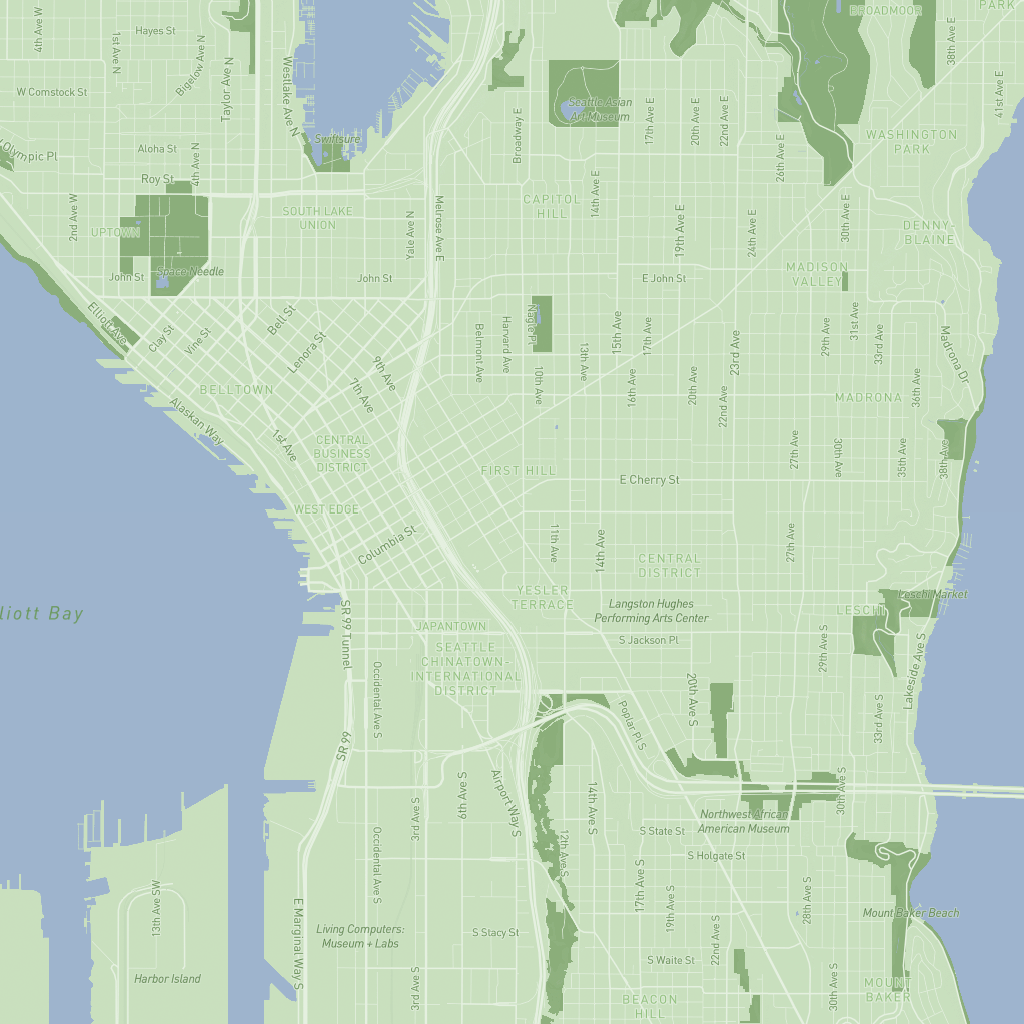 PARK
BROADMOOR
4th Ave W
Hayes St
1st Ave N
Bigelow Ave N
38th Ave E
W Comstock St
Taylor Ave N
Westlake Ave N
41st Ave E
Seattle Asian
Art Museum
17th Ave E
20th Ave E
22nd Ave E
Broadway E
Swiftsure
WASHINGTON
PARK
Olympic Pl
Aloha St
4th Ave N
26th Ave E
Roy St
2nd Ave W
SOUTH LAKE
UNION
Yale Ave N
Melrose Ave E
CAPITOL
HILL
14th Ave E
19th Ave E
24th Ave E
30th Ave E
DENNY-
BLAINE
UPTOWN
John St
Space Needle
John St
E John St
MADISON
VALLEY
Elliott Ave
Clay St
Vine St
Bell St
Lenora St
Belmont Ave
Harvard Ave
Nagle Pl
13th Ave
15th Ave
17th Ave
23rd Ave
29th Ave
31st Ave
33rd Ave
Madrona Dr
BELLTOWN
9th Ave
7th Ave
10th Ave
16th Ave
20th Ave
22nd Ave
MADRONA
36th Ave
Alaskan Way
1st Ave
CENTRAL
BUSINESS
DISTRICT
FIRST HILL
E Cherry St
27th Ave
30th Ave
35th Ave
38th Ave
WEST EDGE
Columbia St
11th Ave
14th Ave
CENTRAL
DISTRICT
27th Ave
YESLER
TERRACE
Langston Hughes
Performing Arts Center
Leschi Market
LESCHI
lliott Bay
SR 99 Tunnel
JAPANTOWN
S Jackson Pl
SEATTLE
CHINATOWN-
INTERNATIONAL
DISTRICT
29th Ave S
Lakeside Ave S
Occidental Ave S
20th Ave S
Poplar Pl S
33rd Ave S
SR 99
6th Ave S
Airport Way S
3rd Ave S
14th Ave S
30th Ave S
Northwest African
American Museum
S State St
12th Ave S
S Holgate St
Occidental Ave S
17th Ave S
19th Ave S
28th Ave S
13th Ave SW
E Marginal Way S
Living Computers:
Museum + Labs
S Stacy St
22nd Ave S
Mount Baker Beach
Harbor Island
3rd Ave S
S Waite St
30th Ave S
MOUNT
BAKER
BEACON
HILL